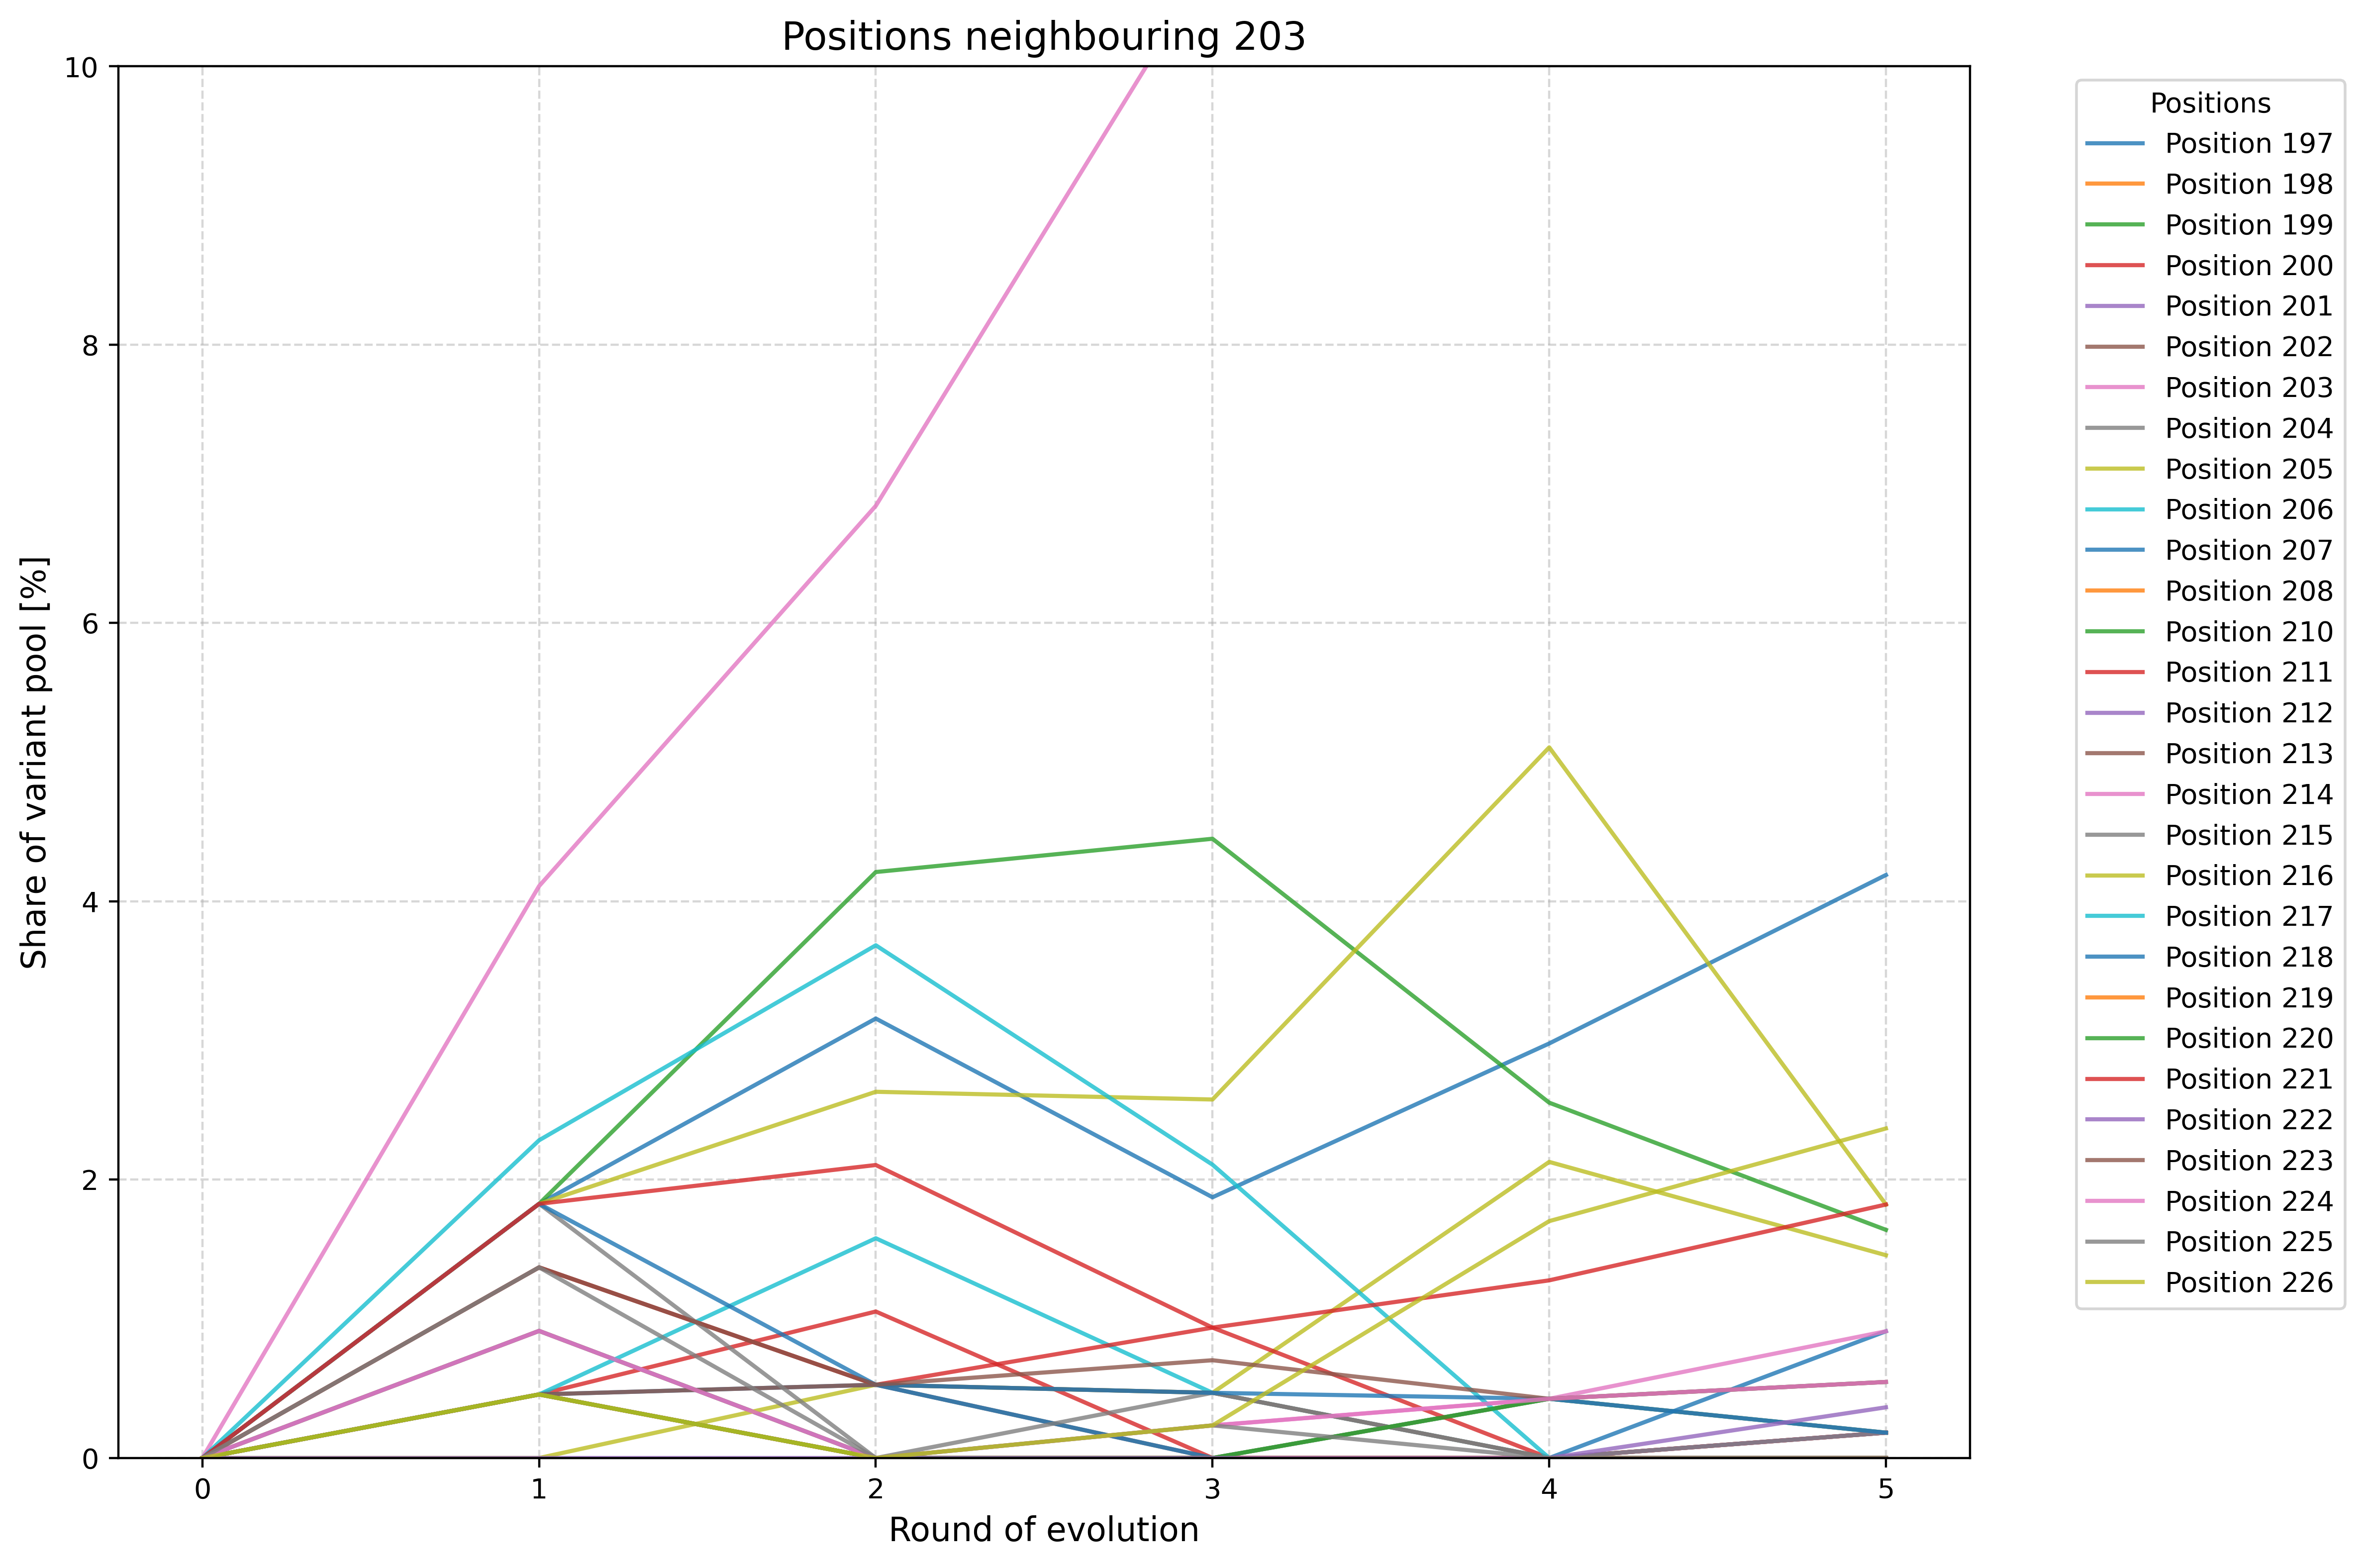 Positions neighbouring 203
10
8
6
4
2
0
Share of variant pool [%]
0 1 2 3 4 5
Round of evolution
Positions
Position 197
Position 198
Position 199
Position 200
Position 201
Position 202
Position 203
Position 204
Position 205
Position 206
Position 207
Position 208
Position 210
Position 211
Position 212
Position 213
Position 214
Position 215
Position 216
Position 217
Position 218
Position 219
Position 220
Position 221
Position 222
Position 223
Position 224
Position 225
Position 226